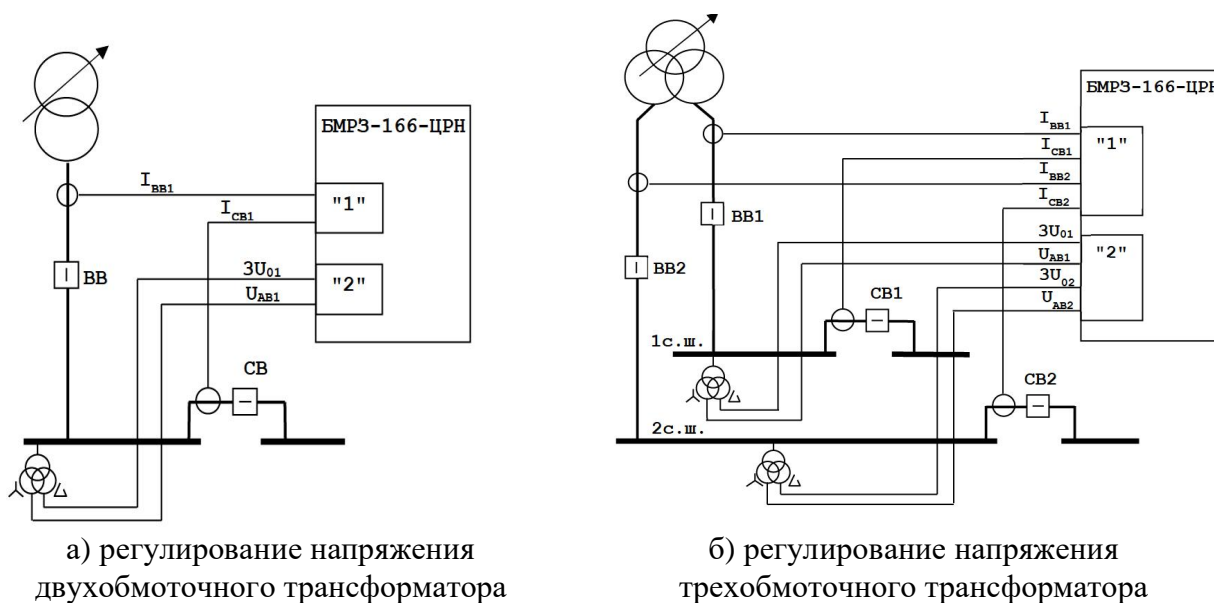 БМРЗ-166-ЦРН
I_ВВ1
"1"
I_СВ1
ВВ
3U_01
"2"
U_АВ1
СВ
а) регулирование напряжения
двухобмоточного трансформатора
БМРЗ-166-ЦРН
I_ВВ1
"1"
I_СВ1
I_ВВ2
I_СВ2
ВВ1
3U_01
"2"
U_АВ1
ВВ2
3U_02
U_АВ2
СВ1
1с.ш.
СВ2
2с.ш.
б) регулирование напряжения
трехобмоточного трансформатора